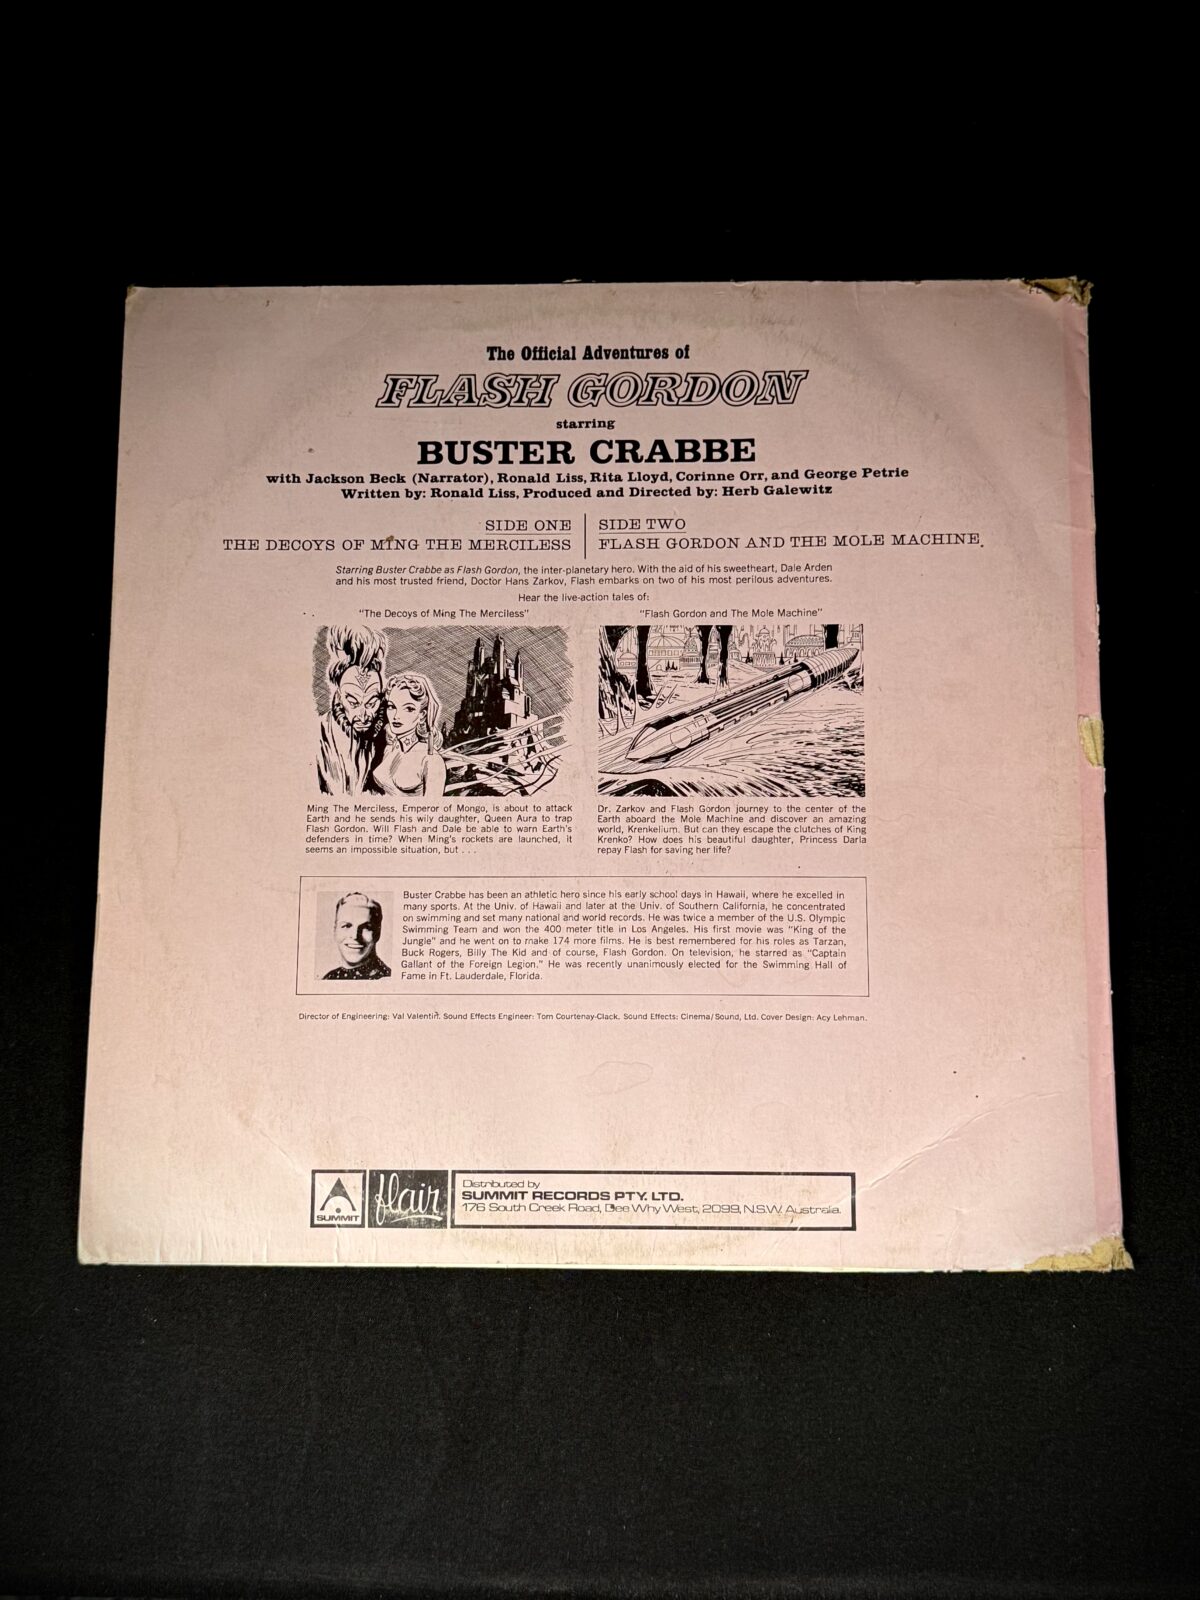 The Official Adventures of
FLASH GORDON
starring
BUSTER CRABBE
with Jackson Beck (Narrator), Ronald Liss, Rita Lloyd, Corinne Orr, and George Petrie
Written by: Ronald Liss, Produced and Directed by: Herb Galewitz
SIDE ONE
THE DECOYS OF MING THE MERCILESS
SIDE TWO
FLASH GORDON AND THE MOLE MACHINE
Starring Buster Crabbe as Flash Gordon, the inter-planetary hero. With the aid of his sweetheart, Dale Arden
and his most trusted friend, Doctor Hans Zarkov, Flash embarks on two of his most perilous adventures.
Hear the live-action tales of:
"The Decoys of Ming The Merciless"
Ming The Merciless, Emperor of Mongo, is about to attack
Earth and he sends his wily daughter, Queen Aura to trap
Flash Gordon. Will Flash and Dale be able to warn Earth's
defenders in time? When Ming's rockets are launched, it
seems an impossible situation, but . . .
"Flash Gordon and The Mole Machine"
Dr. Zarkov and Flash Gordon journey to the center of the
Earth aboard the Mole Machine and discover an amazing
world, Krenkelium. But can they escape the clutches of King
Krenko? How does his beautiful daughter, Princess Darla
repay Flash for saving her life?
Buster Crabbe has been an athletic hero since his early school days in Hawaii, where he excelled in
many sports. At the Univ. of Hawaii and later at the Univ. of Southern California, he concentrated
on swimming and set many national and world records. He was twice a member of the U.S. Olympic
Swimming Team and won the 400 meter title in Los Angeles. His first movie was "King of the
Jungle" and he went on to make 174 more films. He is best remembered for his roles as Tarzan,
Buck Rogers, Billy The Kid and of course, Flash Gordon. On television, he starred as "Captain
Gallant of the Foreign Legion." He was recently unanimously elected for the Swimming Hall of
Fame in Ft. Lauderdale, Florida.
Director of Engineering: Val Valentin. Sound Effects Engineer: Tom Courtenay-Clack. Sound Effects: Cinema/Sound, Ltd. Cover Design: Acy Lehman.
SUMMIT
flair
Distributed by
SUMMIT RECORDS PTY. LTD.
176 South Creek Road, Dee Why West, 2099, N.S.W. Australia.